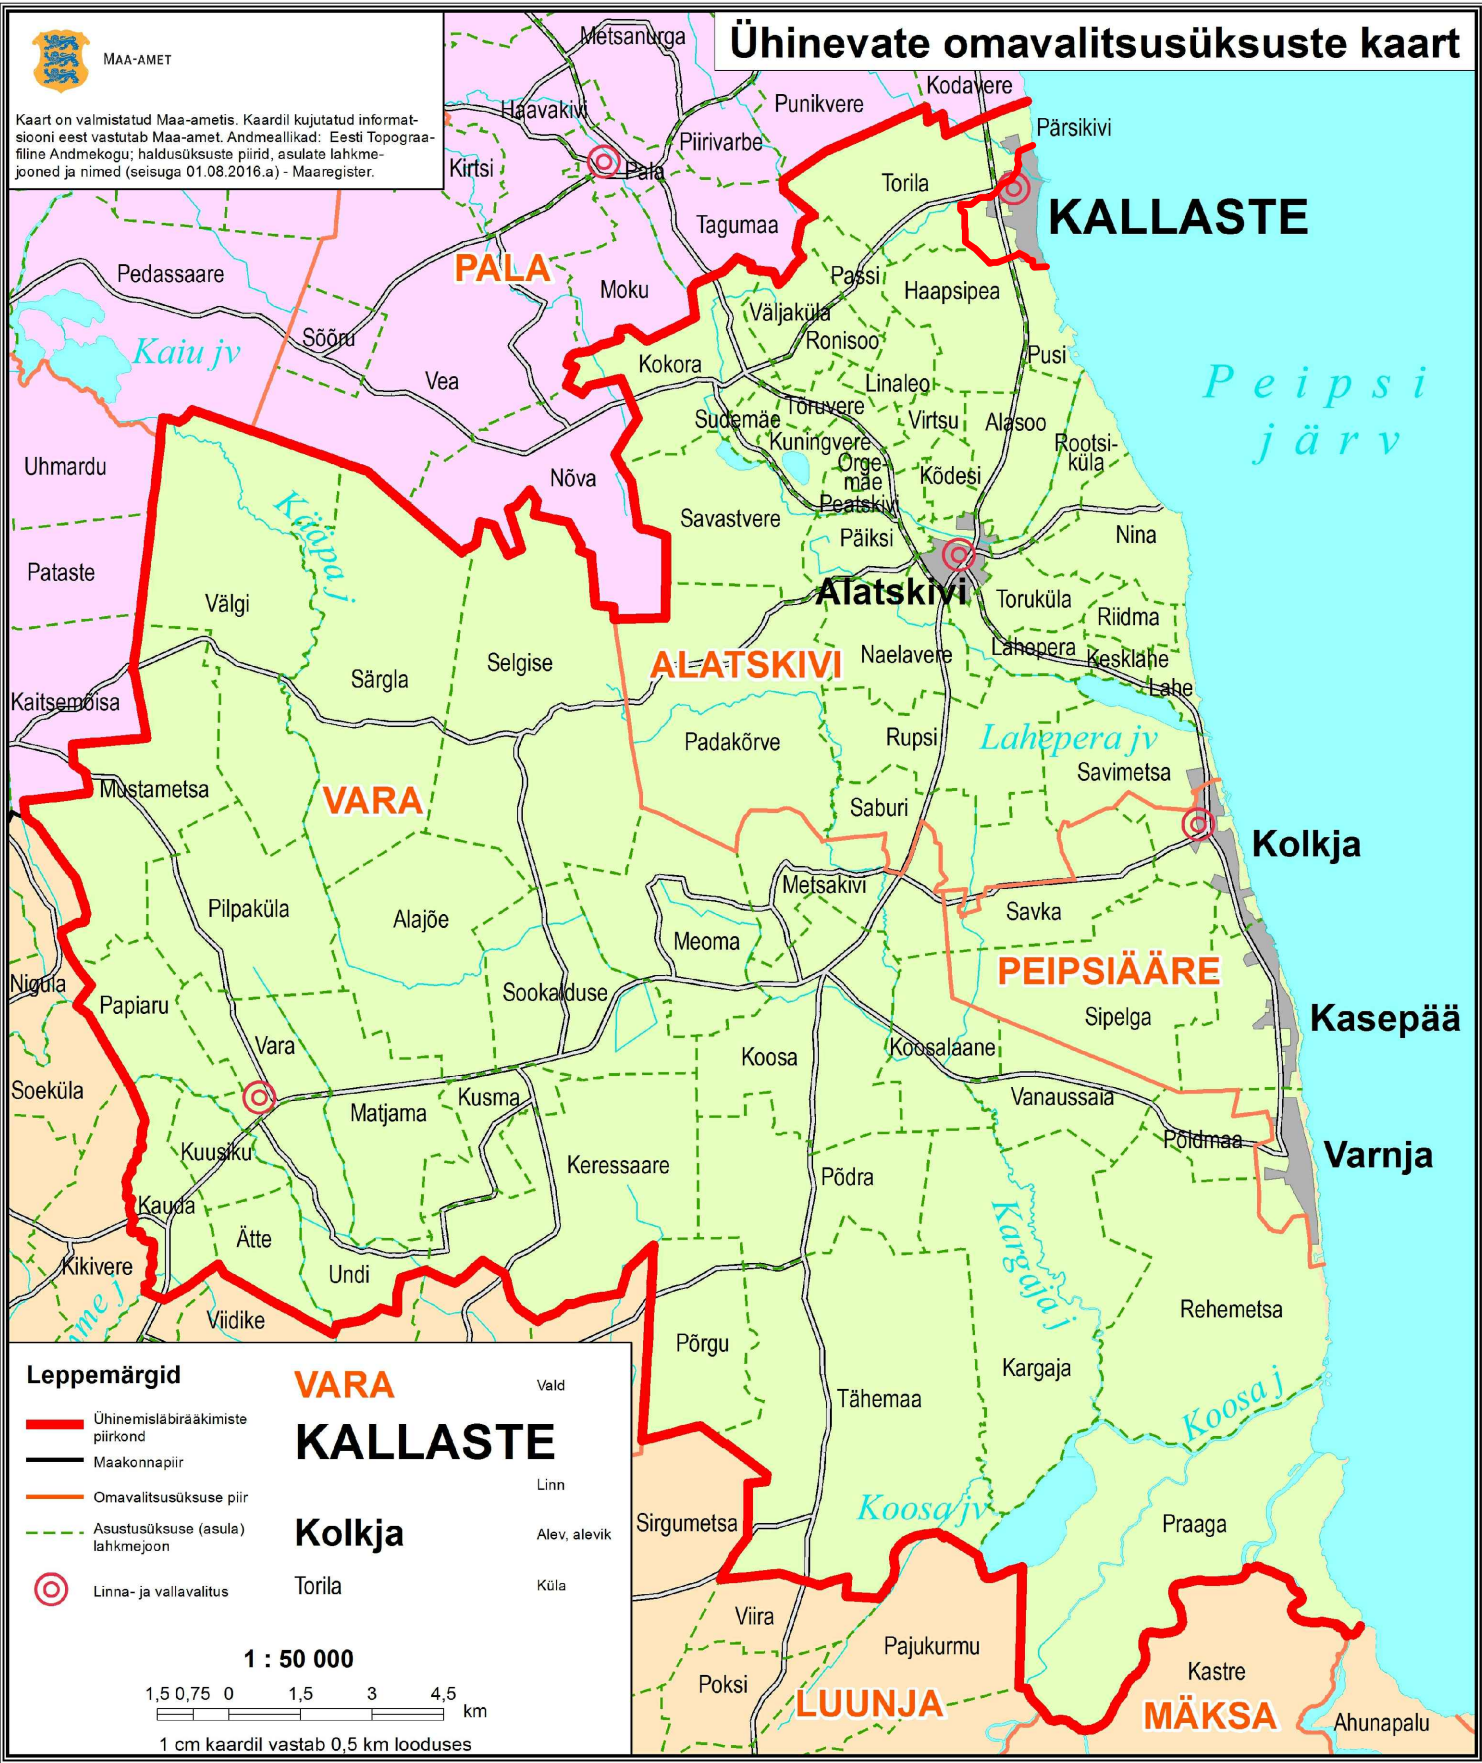 Ühinevate omavalitsusüksuste kaart
MAA-AMET
Kaart on valmistatud Maa-ametis. Kaardil kujutatud informat-
siooni eest vastutab Maa-amet. Andmeallikad: Eesti Topograa-
filine Andmekogu; haldusüksuste piirid, asulate lahkme-
jooned ja nimed (seisuga 01.08.2016.a) - Maaregister.
Metsanurga
Kodavere
Punikvere
Haavakivi
Pärsikivi
Piirivarbe
Kirtsi
Pala
Torila
KALLASTE
Tagumaa
PALA
Pedassaare
Passi
Moku
Haapsipea
Väljaküla
Sõõru
Ronisoo
Kaiu jv
Pusi
Kokora
Vea
Linaleo
Peipsi
järv
Tõruvere
Sudemäe
Virtsu
Alasoo
Kuningvere
Rootsi-
küla
Uhmardu
Orge-
mäe
Nõva
Kõdesi
Peatskivi
Savastvere
Kääpa j
Päiksi
Nina
Pataste
Alatskivi
Välgi
Toruküla
Riidma
Lahepera
Naelavere
Kesklahe
Selgise
ALATSKIVI
Särgla
Lahe
Kaitsemõisa
Padakõrve
Rupsi
Lahepera jv
Savimetsa
Mustametsa
VARA
Saburi
Kolkja
Metsakivi
Pilpaküla
Alajõe
Savka
Meoma
PEIPSIÄÄRE
Nigula
Sookalduse
Papiaru
Sipelga
Kasepää
Vara
Koosa
Koosalaane
Soeküla
Kusma
Vanaussaia
Matjama
Põldmaa
Kuusiku
Varnja
Keressaare
Põdra
Kauda
Ätte
Kargaja j
Kikivere
Undi
mme j
Rehemetsa
Viidike
Põrgu
Kargaja
Tähemaa
Koosa j
Koosa jv
Sirgumetsa
Praaga
Viira
Pajukurmu
Kastre
Poksi
LUUNJA
MÄKSA
Ahunapalu
Leppemärgid
VARA
Vald
Ühinemisläbirääkimiste
piirkond
KALLASTE
Maakonnapiir
Linn
Omavalitsusüksuse piir
Asustusüksuse (asula)
lahkmejoon
Kolkja
Alev, alevik
Linna- ja vallavalitus
Torila
Küla
1 : 50 000
1,5 0,75 0 1,5 3 4,5
km
1 cm kaardil vastab 0,5 km looduses